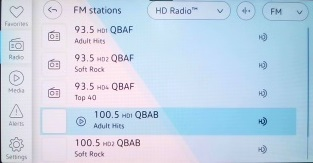 FM stations
HD Radio™
FM
Favorites
Radio
Media
Alerts
Settings
93.5 HD1 QBAF
Adult Hits
93.5 HD2 QBAF
Soft Rock
93.5 HD4 QBAF
Top 40
100.5 HD1 QBAB
Adult Hits
100.5 HD2 QBAB
Soft Rock